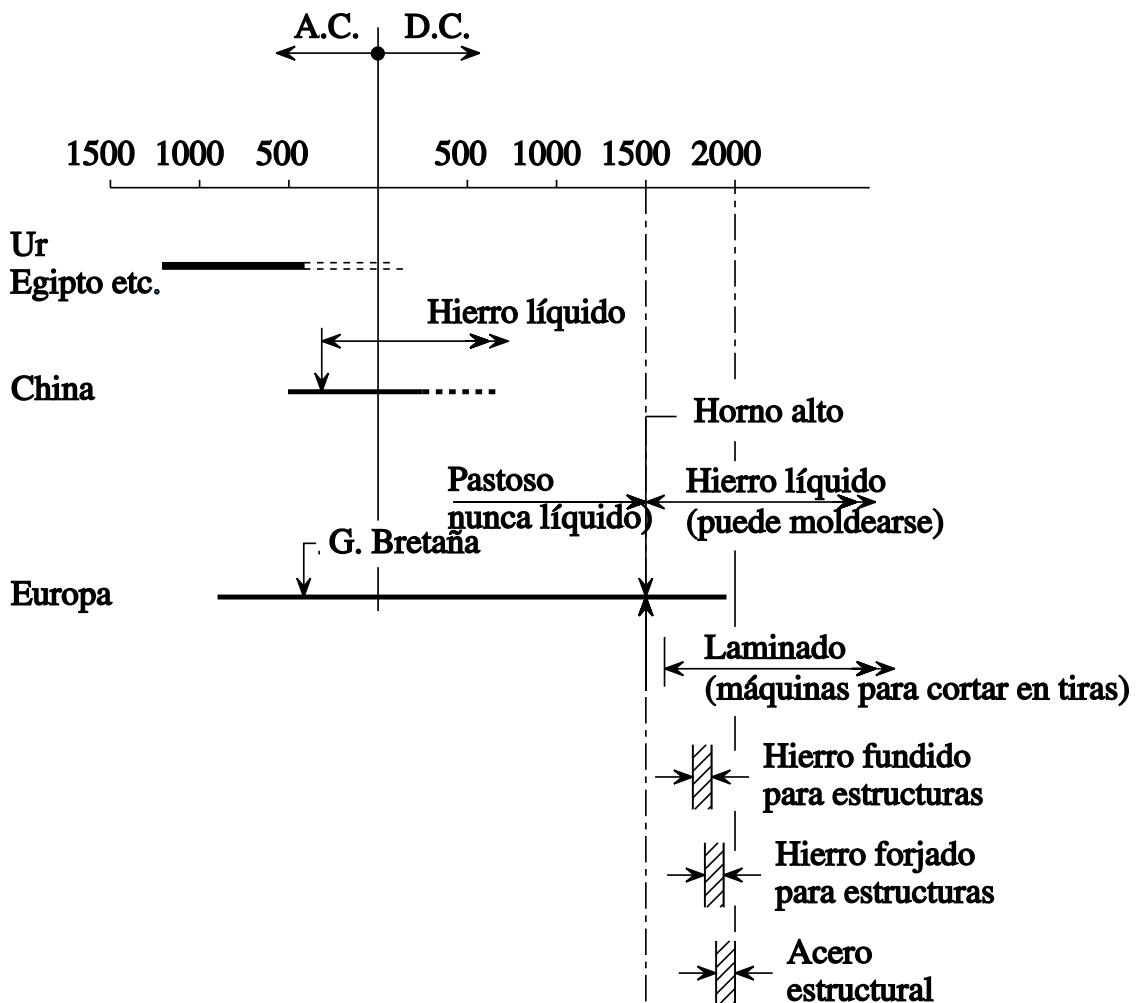 A.C. D.C.
1500 1000 500 500 1000 1500 2000
Ur
Egipto etc.
Hierro líquido
China
Horno alto
Pastoso
nunca líquido)
Hierro líquido
(puede moldearse)
G. Bretaña
Europa
Laminado
(máquinas para cortar en tiras)
Hierro fundido
para estructuras
Hierro forjado
para estructuras
Acero
estructural